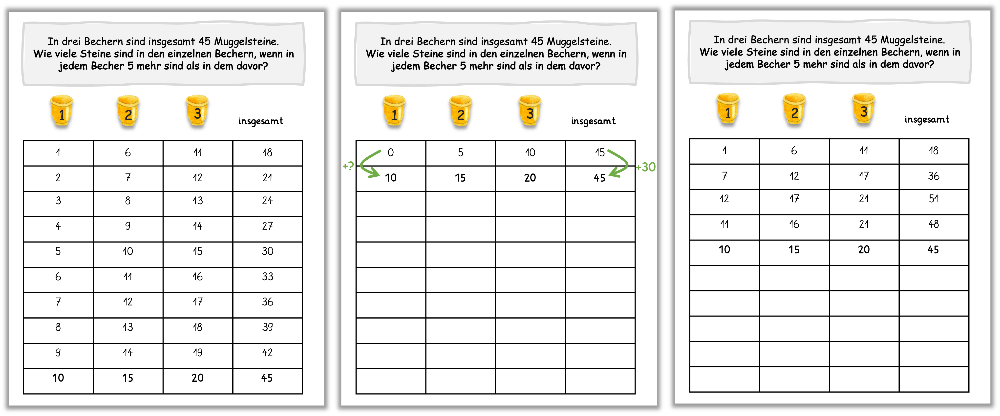 In drei Bechern sind insgesamt 45 Muggelsteine.
Wie viele Steine sind in den einzelnen Bechern, wenn in
jedem Becher 5 mehr sind als in dem davor?
1 2 3 insgesamt
1 6 11 18
2 7 12 21
3 8 13 24
4 9 14 27
5 10 15 30
6 11 16 33
7 12 17 36
8 13 18 39
9 14 19 42
10 15 20 45
In drei Bechern sind insgesamt 45 Muggelsteine.
Wie viele Steine sind in den einzelnen Bechern, wenn in
jedem Becher 5 mehr sind als in dem davor?
1 2 3 insgesamt
0 5 10 15
+? +30
10 15 20 45
In drei Bechern sind insgesamt 45 Muggelsteine.
Wie viele Steine sind in den einzelnen Bechern, wenn in
jedem Becher 5 mehr sind als in dem davor?
1 2 3 insgesamt
1 6 11 18
7 12 17 36
12 17 21 51
11 16 21 48
10 15 20 45